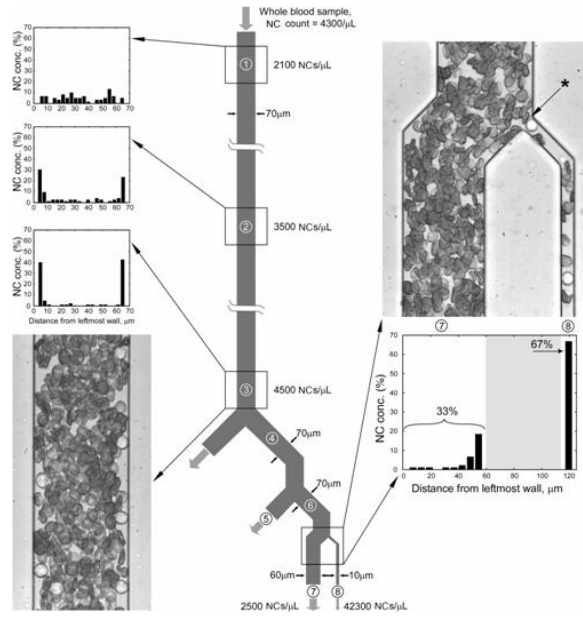 Whole blood sample,
NC count = 4300/μL
NC conc. (%)
70
60
50
40
30
20
10
0
0 10 20 30 40 50 60 70
①
2100 NCs/μL
70μm
NC conc. (%)
70
60
50
40
30
20
10
0
0 10 20 30 40 50 60 70
②
3500 NCs/μL
NC conc. (%)
70
60
50
40
30
20
10
0
0 10 20 30 40 50 60 70
Distance from leftmost wall, μm
③
4500 NCs/μL
④
70μm
70μm
⑤
⑥
60μm
10μm
⑦
⑧
2500 NCs/μL
42300 NCs/μL
*
⑦
⑧
NC conc. (%)
70
60
50
40
30
20
10
0
67%
33%
0 20 40 60 80 100 120
Distance from leftmost wall, μm